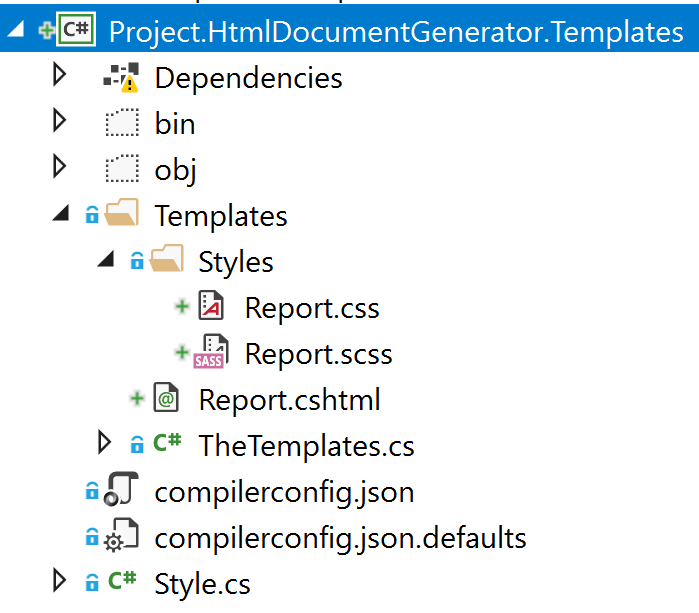 C# Project.HtmlDocumentGenerator.Templates
Dependencies
bin
obj
Templates
Styles
Report.css
SASS Report.scss
@ Report.cshtml
C# TheTemplates.cs
compilerconfig.json
compilerconfig.json.defaults
C# Style.cs